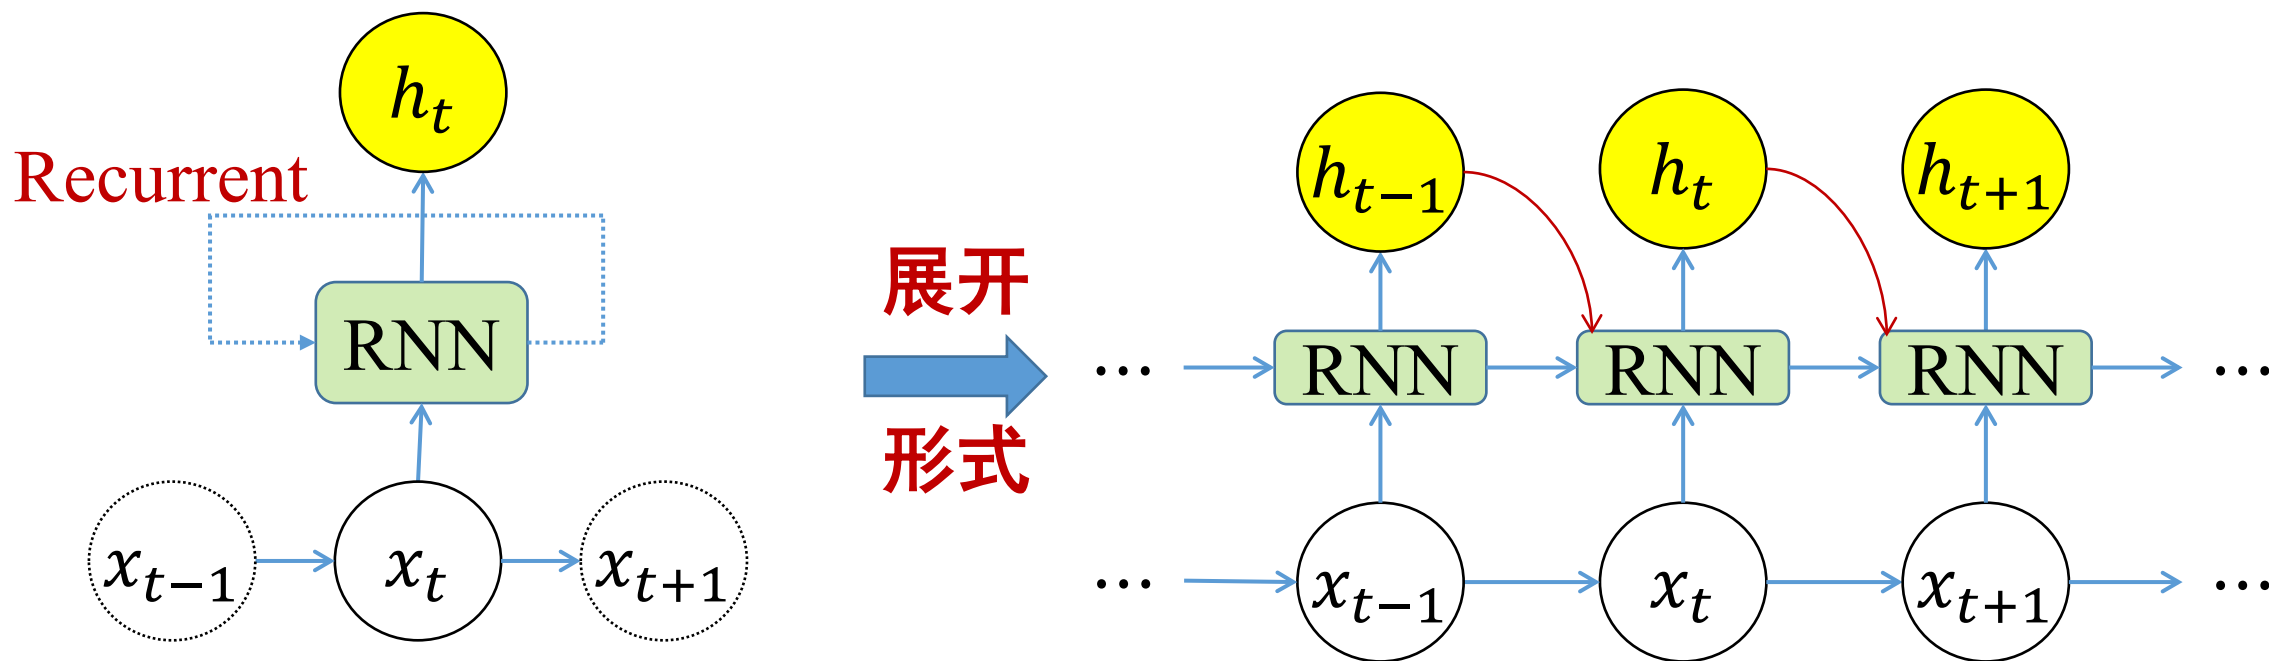 h_t
Recurrent
RNN
x_{t-1} x_t x_{t+1}
展开
形式
h_{t-1} h_t h_{t+1}
… RNN RNN RNN …
… x_{t-1} x_t x_{t+1} …